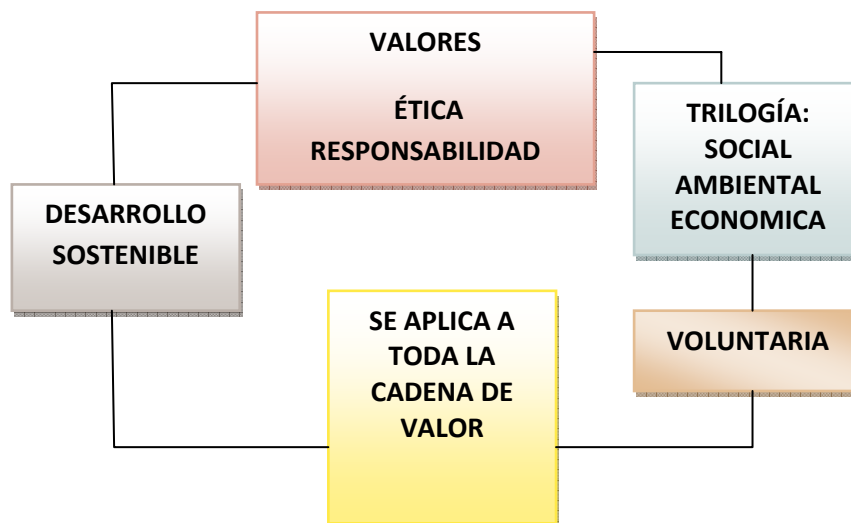 VALORES
ÉTICA
RESPONSABILIDAD
TRILOGÍA:
SOCIAL
AMBIENTAL
ECONOMICA
DESARROLLO
SOSTENIBLE
SE APLICA A
TODA LA
CADENA DE
VALOR
VOLUNTARIA